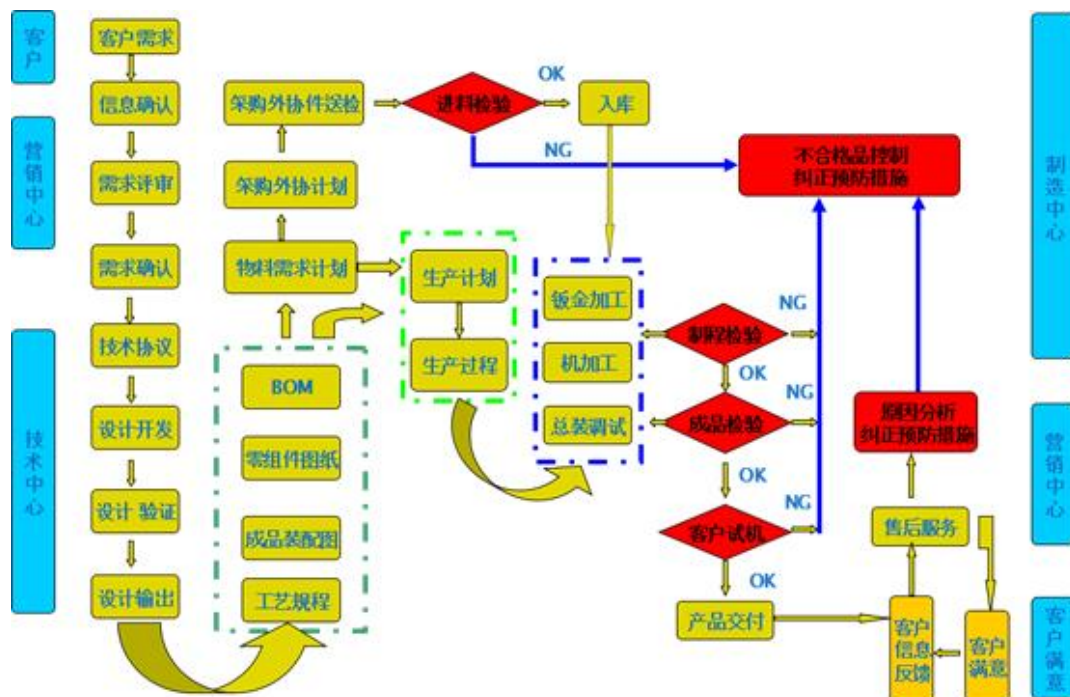 客户
营销中心
技术中心
客户需求
信息确认
需求评审
需求确认
技术协议
设计开发
设计 验证
设计输出
采购外协件送检
采购外协计划
物料需求计划
BOM
零组件图纸
成品装配图
工艺规程
生产计划
生产过程
进料检验
OK
NG
入库
钣金加工
机加工
总装调试
制程检验
NG
OK
成品检验
NG
OK
客户试机
NG
OK
产品交付
不合格品控制
纠正预防措施
原因分析
纠正预防措施
售后服务
客户
信息
反馈
客户
满意
制造中心
营销中心
客户满意